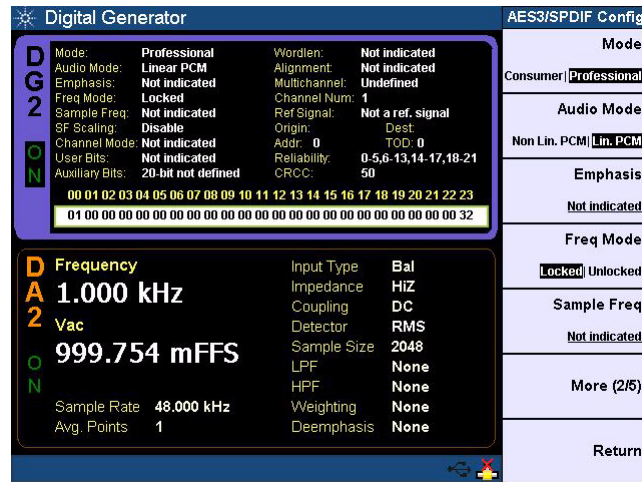 Digital Generator
AES3/SPDIF Config
DG2 ON
Mode: Professional Wordlen: Not indicated
Audio Mode: Linear PCM Alignment: Not indicated
Emphasis: Not indicated Multichannel: Undefined
Freq Mode: Locked Channel Num: 1
Sample Freq: Not indicated Ref Signal: Not a ref. signal
SF Scaling: Disable Origin: Dest:
Channel Mode: Not indicated Addr: 0 TOD: 0
User Bits: Not indicated Reliability: 0-5,6-13,14-17,18-21
Auxiliary Bits: 20-bit not defined CRCC: 50
00 01 02 03 04 05 06 07 08 09 10 11 12 13 14 15 16 17 18 19 20 21 22 23
01 00 00 00 00 00 00 00 00 00 00 00 00 00 00 00 00 00 00 00 00 00 00 32
DA2 ON
Frequency
1.000 kHz
Vac
999.754 mFFS
Sample Rate 48.000 kHz
Avg. Points 1
Input Type Bal
Impedance HiZ
Coupling DC
Detector RMS
Sample Size 2048
LPF None
HPF None
Weighting None
Deemphasis None
Mode
Consumer| Professional
Audio Mode
Non Lin. PCM| Lin. PCM
Emphasis
Not indicated
Freq Mode
Locked| Unlocked
Sample Freq
Not indicated
More (2/5)
Return